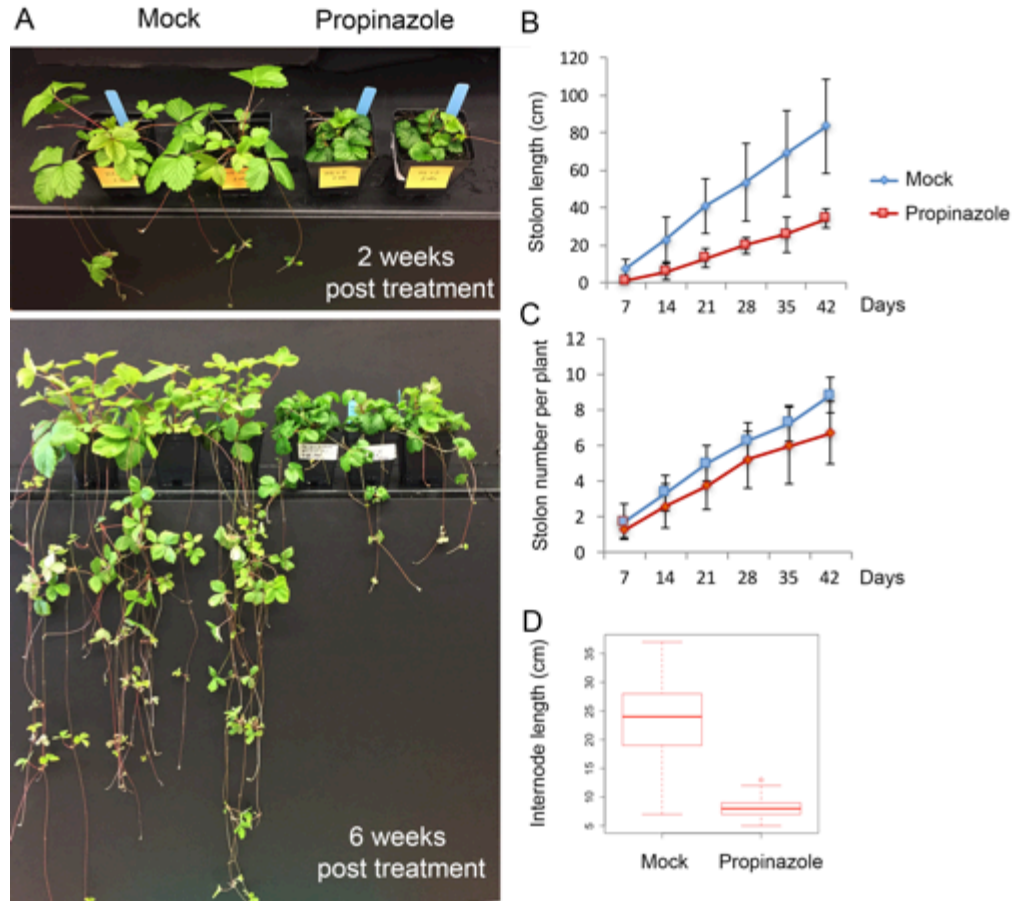 A
Mock
Propinazole
2 weeks
post treatment
6 weeks
post treatment
B
Stolon length (cm)
120
100
80
60
40
20
0
7 14 21 28 35 42 Days
Mock
Propinazole
C
Stolon number per plant
12
10
8
6
4
2
0
7 14 21 28 35 42 Days
D
Internode length (cm)
35
30
25
20
15
10
5
Mock Propinazole